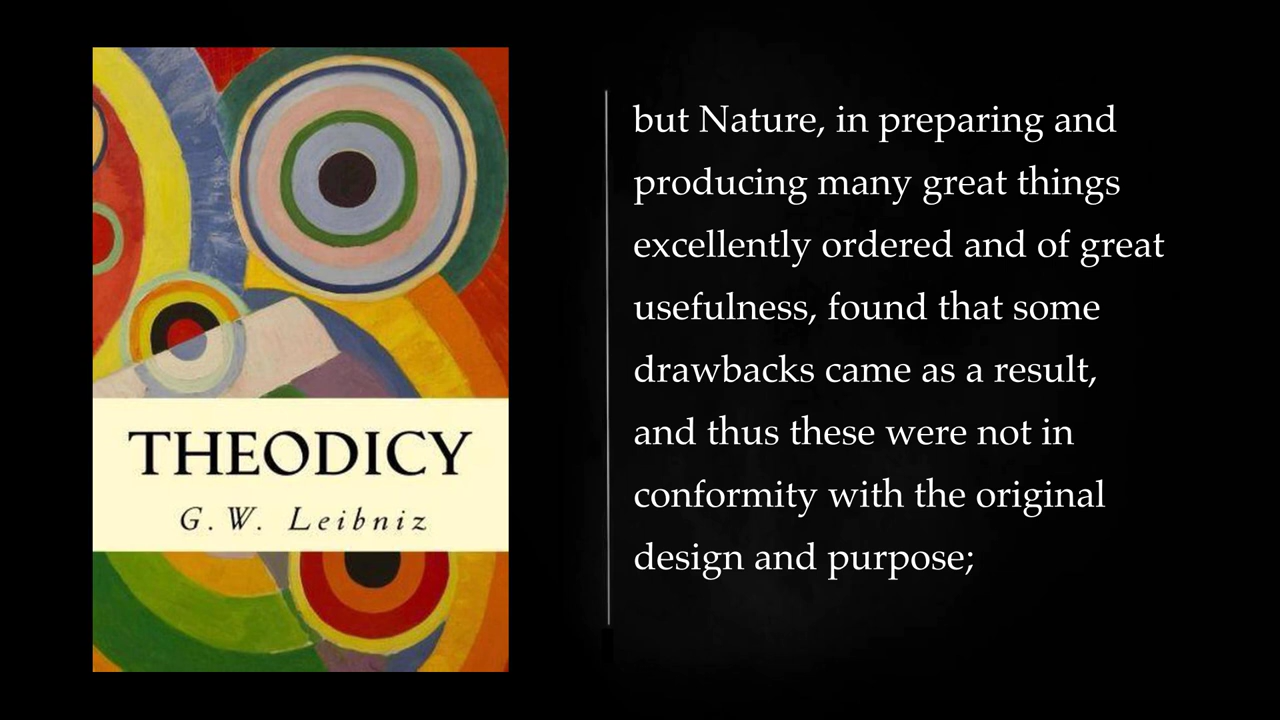 THEODICY
G. W. Leibniz
but Nature, in preparing and
producing many great things
excellently ordered and of great
usefulness, found that some
drawbacks came as a result,
and thus these were not in
conformity with the original
design and purpose;